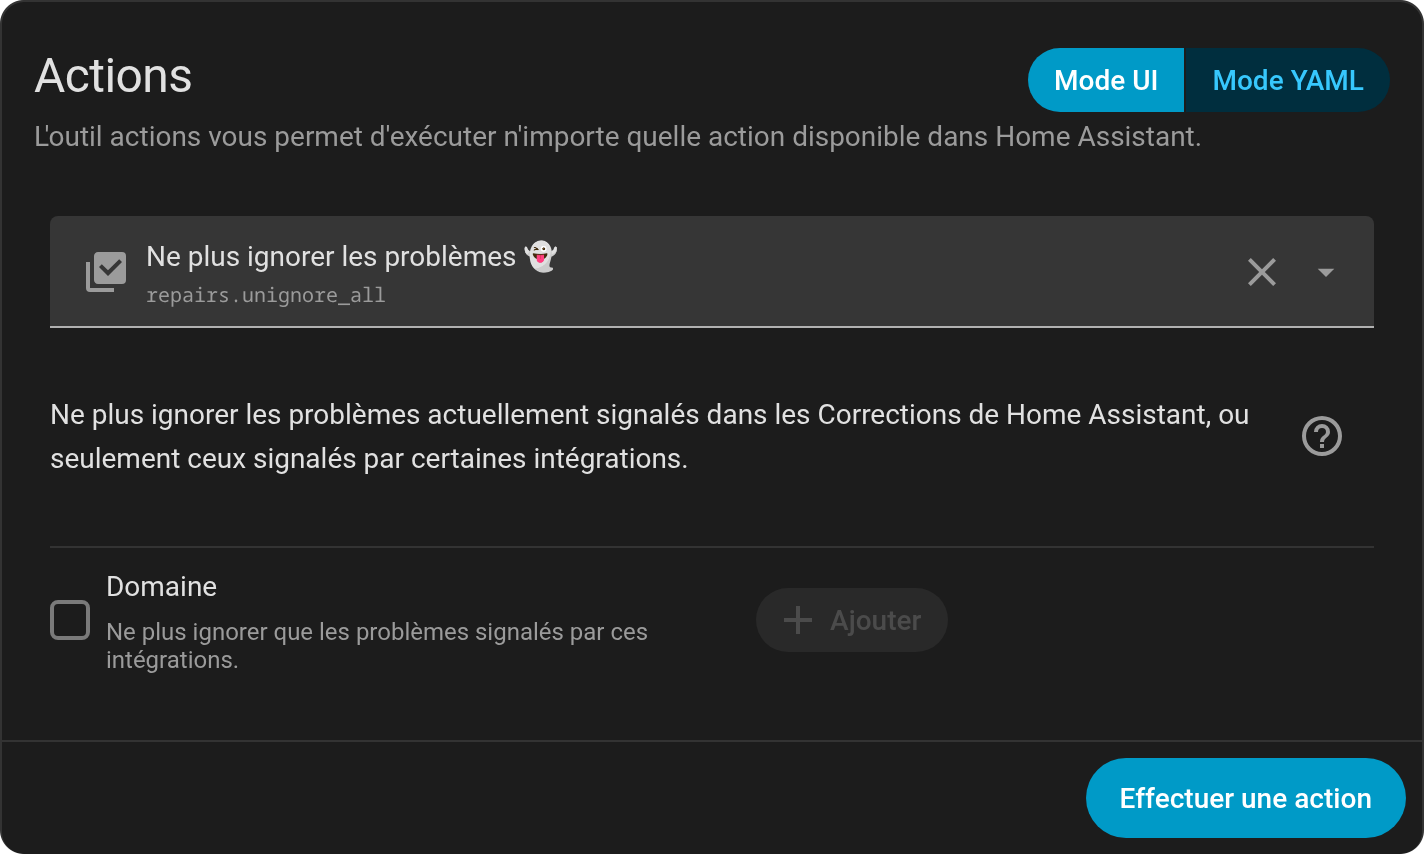 Actions
Mode UI
Mode YAML
L'outil actions vous permet d'exécuter n'importe quelle action disponible dans Home Assistant.
Ne plus ignorer les problèmes 👻
repairs.unignore_all
Ne plus ignorer les problèmes actuellement signalés dans les Corrections de Home Assistant, ou
seulement ceux signalés par certaines intégrations.
Domaine
Ne plus ignorer que les problèmes signalés par ces
intégrations.
Ajouter
Effectuer une action